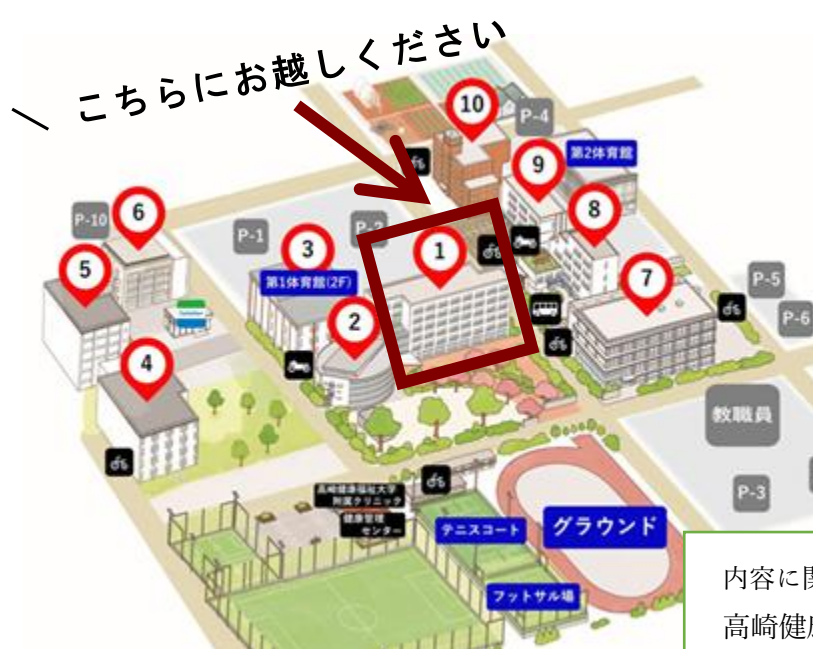 \ こちらにお越しください
10
P-4
第2体育館
9
6
P-10
8
P-1
P-2
3
1
5
第1体育館(2F)
7
P-5
2
P-6
4
教職員
P-3
高崎健康福祉大学
附属クリニック
健康管理
センター
テニスコート
グラウンド
フットサル場
内容に関
高崎健康